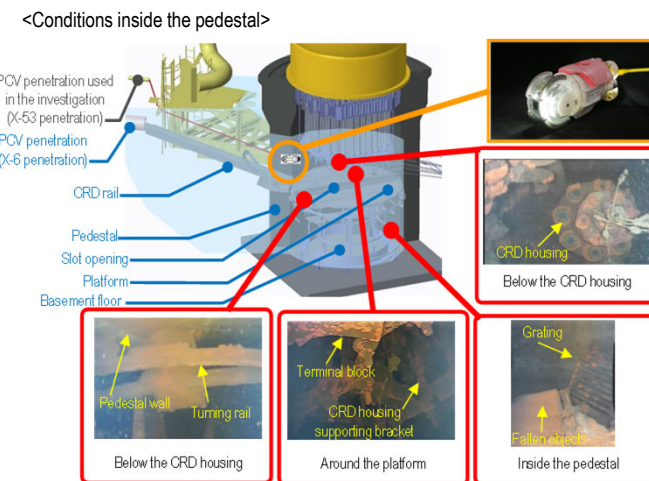 <Conditions inside the pedestal>
PCV penetration used
in the investigation
(X-53 penetration)
PCV penetration
(X-6 penetration)
CRD rail
Pedestal
Slot opening
Platform
Basement floor
CRD housing
Below the CRD housing
Pedestal wall
Turning rail
Below the CRD housing
Terminal block
CRD housing
supporting bracket
Around the platform
Grating
Fallen objects
Inside the pedestal